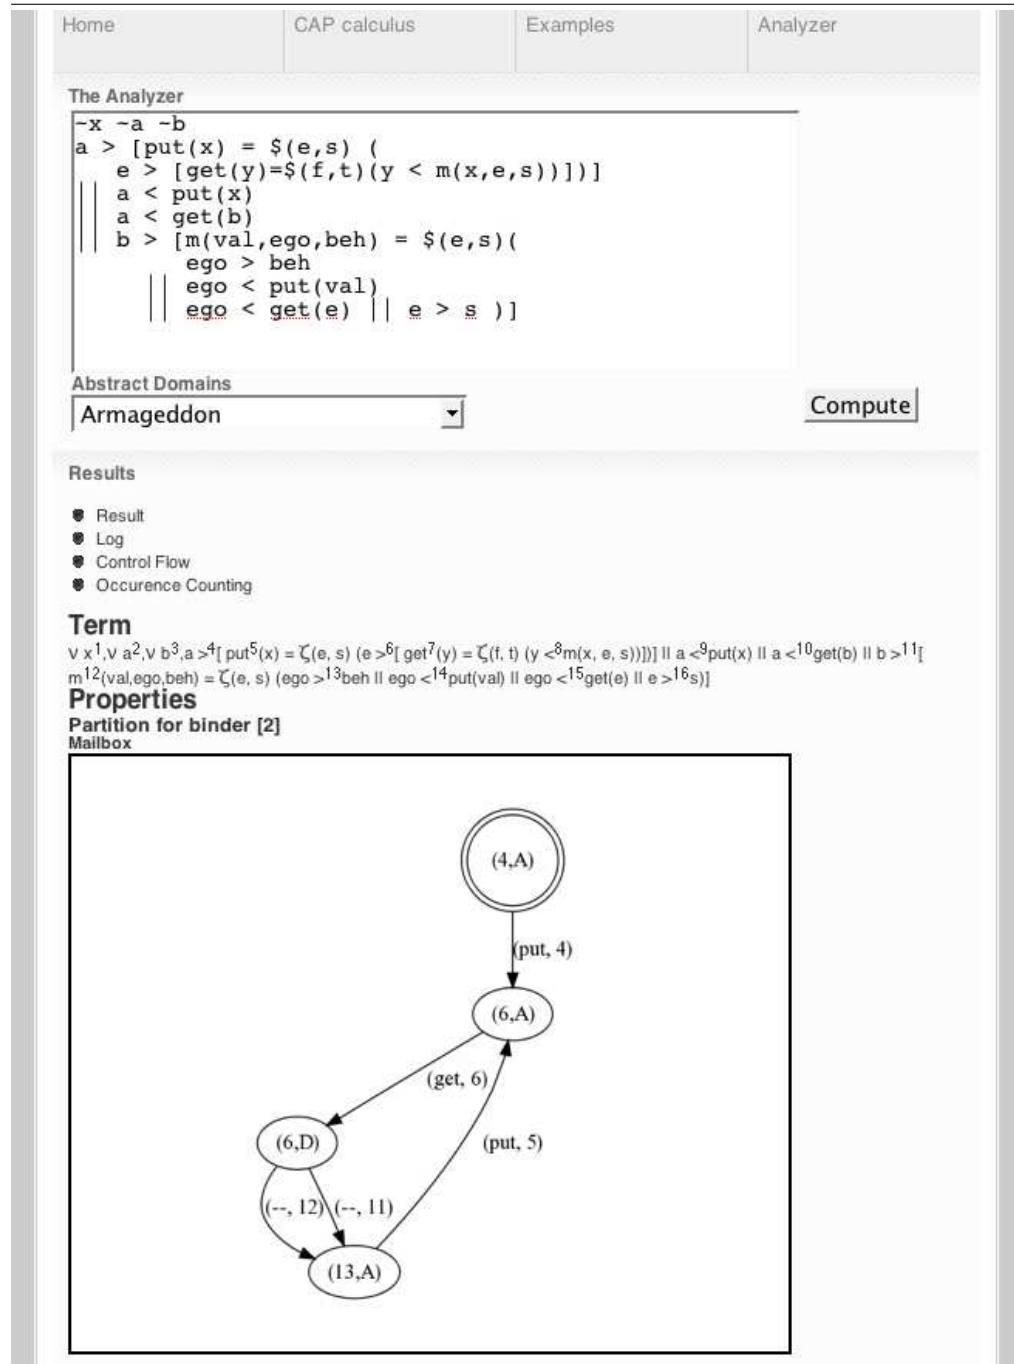 Home CAP calculus Examples Analyzer
The Analyzer
~x ~a ~b
a > [put(x) = $(e,s) (
e > [get(y)=$(f,t)(y < m(x,e,s))])]
|| a < put(x)
|| a < get(b)
|| b > [m(val,ego,beh) = $(e,s)(
ego > beh
|| ego < put(val)
|| ego < get(e) || e > s )]
Abstract Domains
Armageddon
Compute
Results
Result
Log
Control Flow
Occurence Counting
Term
ν x¹,ν a²,ν b³,a >⁴[ put⁵(x) = ζ(e, s) (e >⁶[ get⁷(y) = ζ(f, t) (y <⁸m(x, e, s))])] || a <⁹put(x) || a <¹⁰get(b) || b >¹¹[
m¹²(val,ego,beh) = ζ(e, s) (ego >¹³beh || ego <¹⁴put(val) || ego <¹⁵get(e) || e >¹⁶s)]
Properties
Partition for binder [2]
Mailbox
(4,A)
(put, 4)
(6,A)
(get, 6)
(6,D)
(put, 5)
(--, 12) (--, 11)
(13,A)